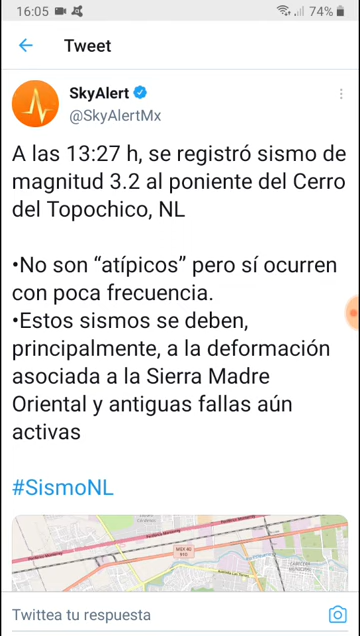 16:05
74%
Tweet
SkyAlert
@SkyAlertMx
A las 13:27 h, se registró sismo de
magnitud 3.2 al poniente del Cerro
del Topochico, NL
•No son “atípicos” pero sí ocurren
con poca frecuencia.
•Estos sismos se deben,
principalmente, a la deformación
asociada a la Sierra Madre
Oriental y antiguas fallas aún
activas
#SismoNL
Twittea tu respuesta